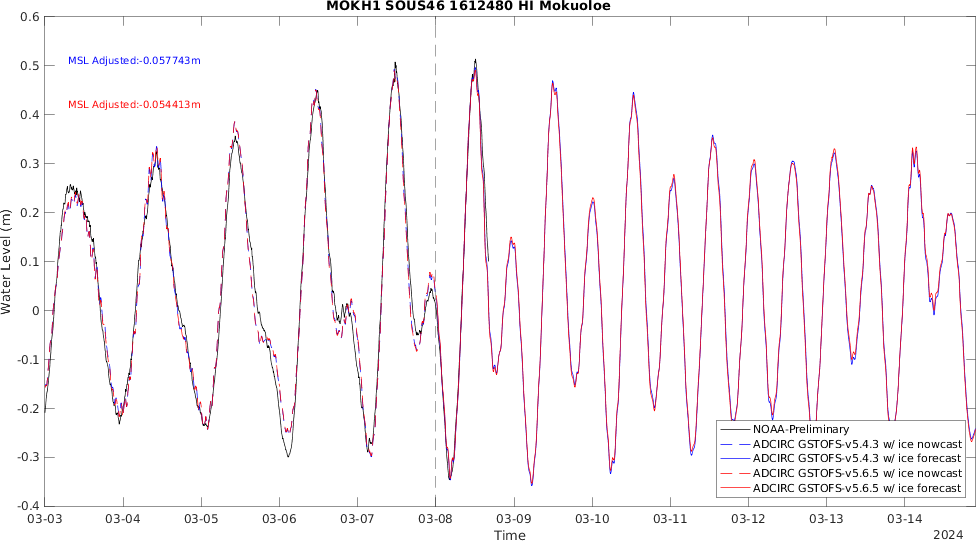 MOKH1 SOUS46 1612480 HI Mokuoloe
MSL Adjusted:-0.057743m
MSL Adjusted:-0.054413m
Water Level (m)
0.6
0.5
0.4
0.3
0.2
0.1
0
-0.1
-0.2
-0.3
-0.4
NOAA-Preliminary
ADCIRC GSTOFS-v5.4.3 w/ ice nowcast
ADCIRC GSTOFS-v5.4.3 w/ ice forecast
ADCIRC GSTOFS-v5.6.5 w/ ice nowcast
ADCIRC GSTOFS-v5.6.5 w/ ice forecast
03-03 03-04 03-05 03-06 03-07 03-08 03-09 03-10 03-11 03-12 03-13 03-14
Time
2024